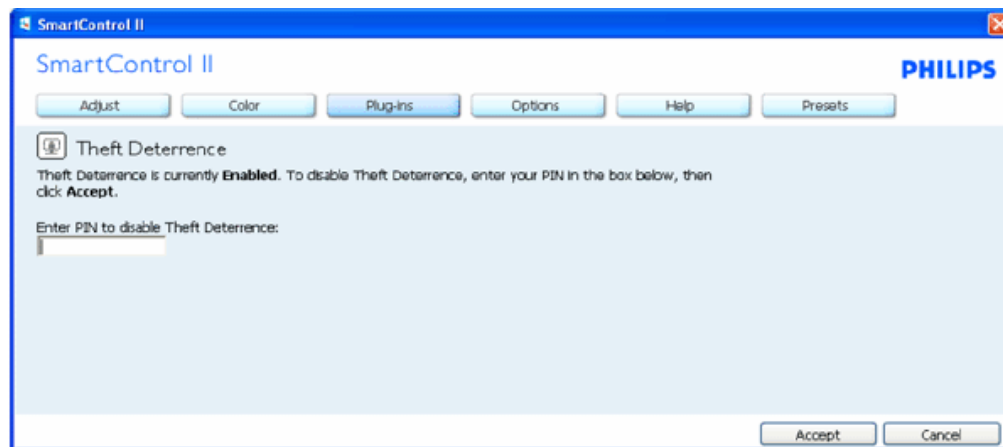 SmartControl II
SmartControl II
PHILIPS
Adjust Color Plug-ins Options Help Presets
Theft Deterrence
Theft Deterrence is currently Enabled. To disable Theft Deterrence, enter your PIN in the box below, then
click Accept.
Enter PIN to disable Theft Deterrence:
Accept Cancel